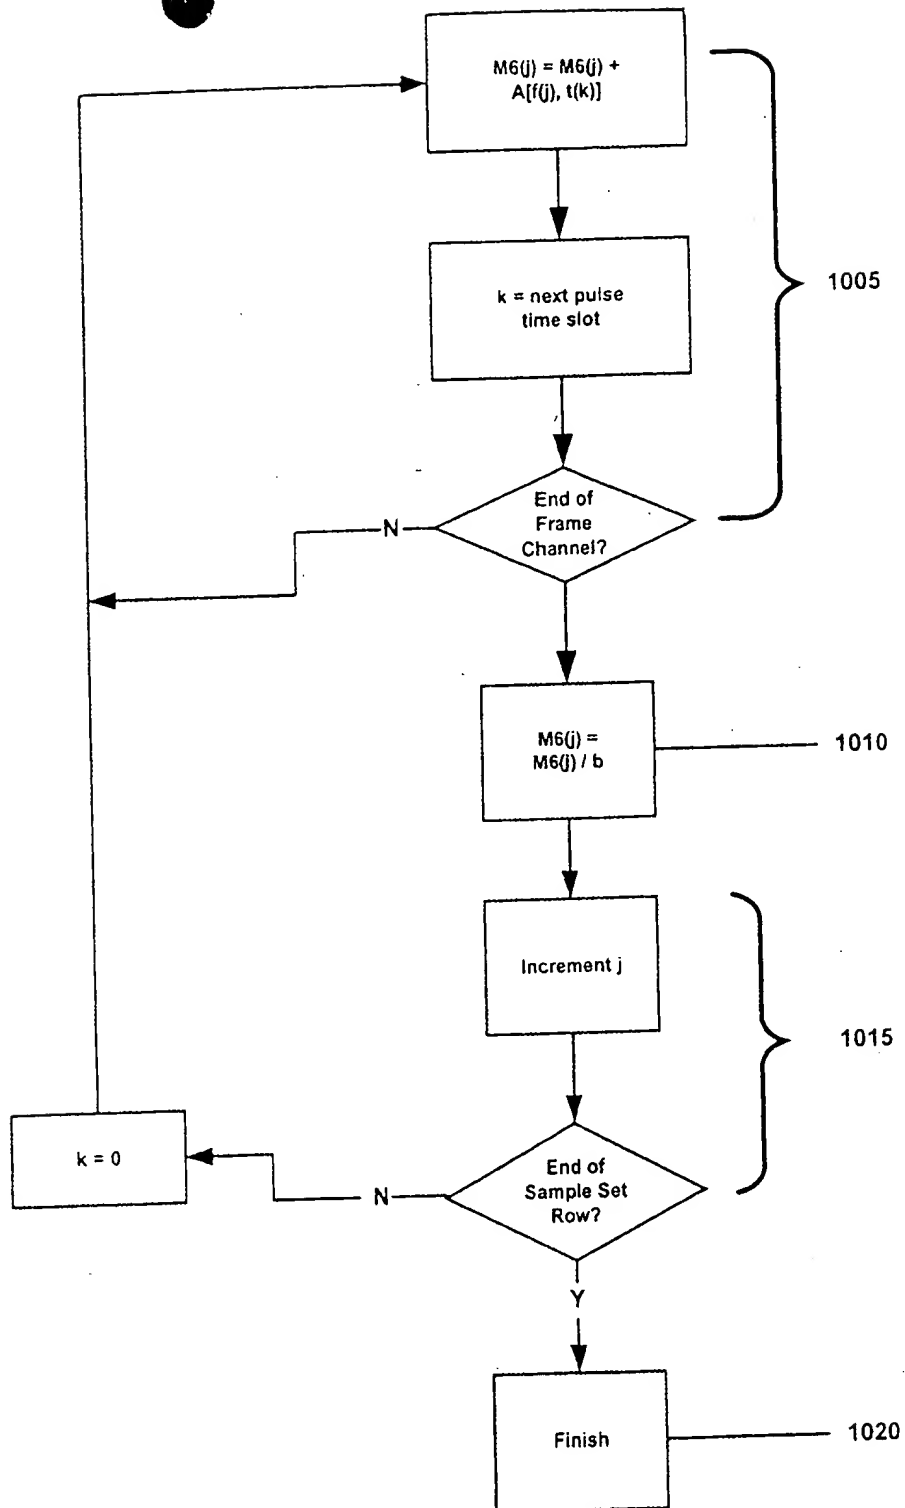 M6(j) = M6(j) +
A[f(j), t(k)]
1005
k = next pulse
time slot
End of
Frame
Channel?
N
M6(j) =
M6(j) / b
1010
Increment j
1015
k = 0
N
End of
Sample Set
Row?
Y
Finish
1020